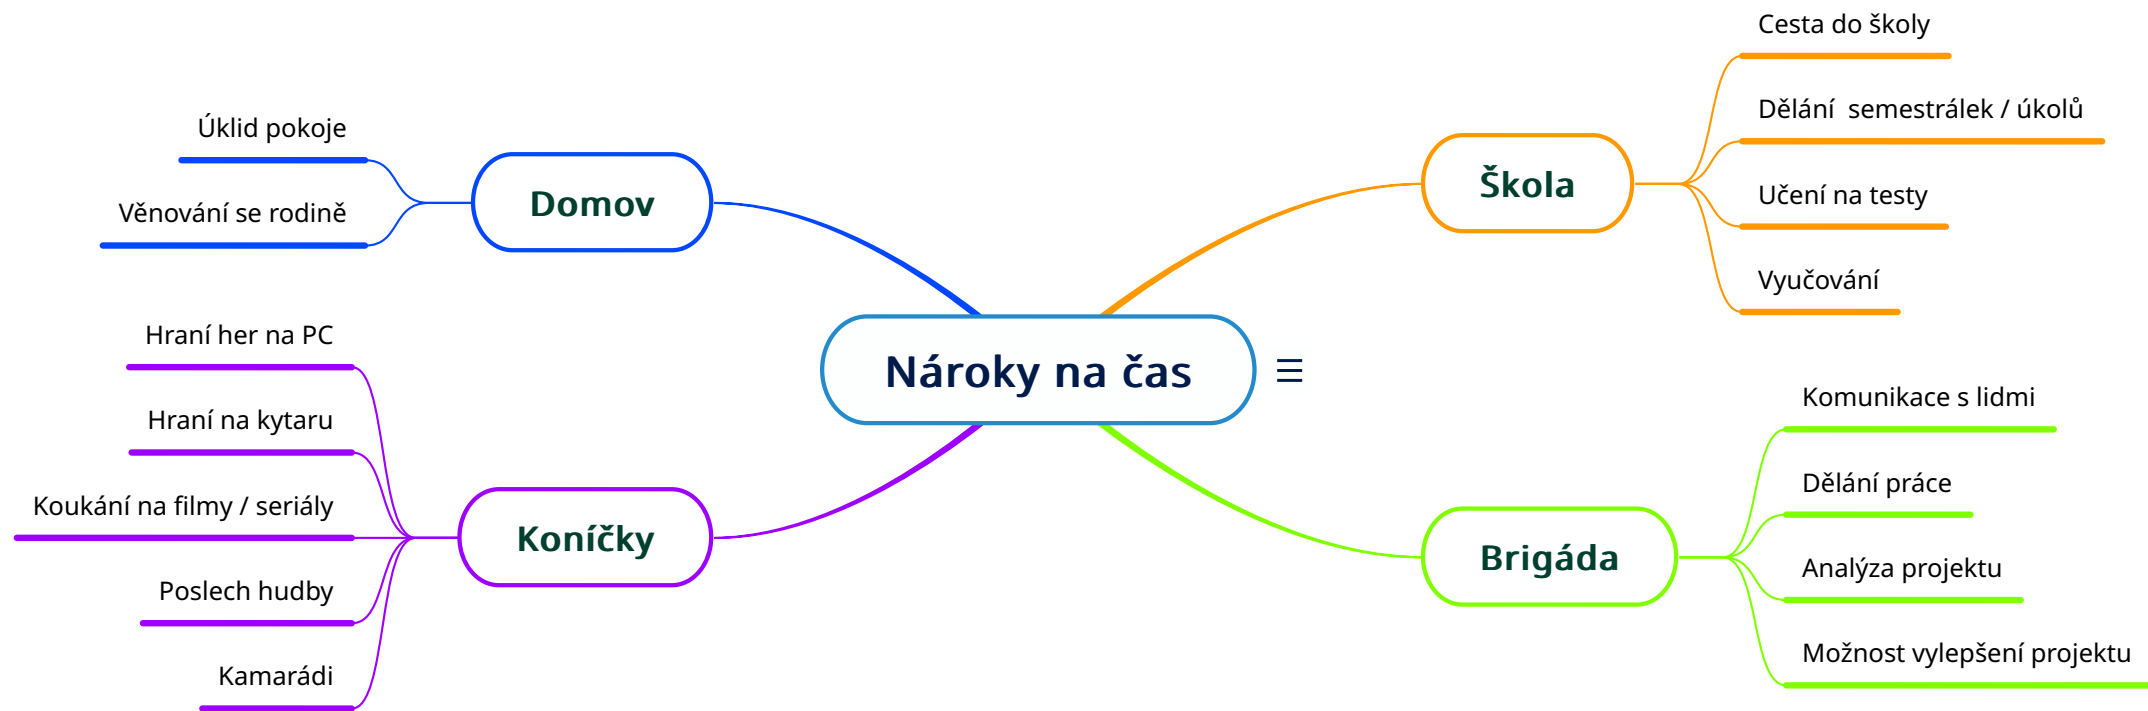 Nároky na čas
Domov
Úklid pokoje
Věnování se rodině
Koníčky
Hraní her na PC
Hraní na kytaru
Koukání na filmy / seriály
Poslech hudby
Kamarádi
Škola
Cesta do školy
Dělání  semestrálek / úkolů
Učení na testy
Vyučování
Brigáda
Komunikace s lidmi
Dělání práce
Analýza projektu
Možnost vylepšení projektu